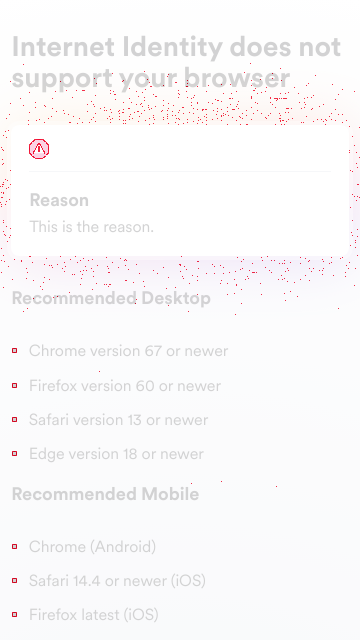 Internet Identity does not
support your browser
Reason
This is the reason.
Recommended Desktop
Chrome version 67 or newer
Firefox version 60 or newer
Safari version 13 or newer
Edge version 18 or newer
Recommended Mobile
Chrome (Android)
Safari 14.4 or newer (iOS)
Firefox latest (iOS)